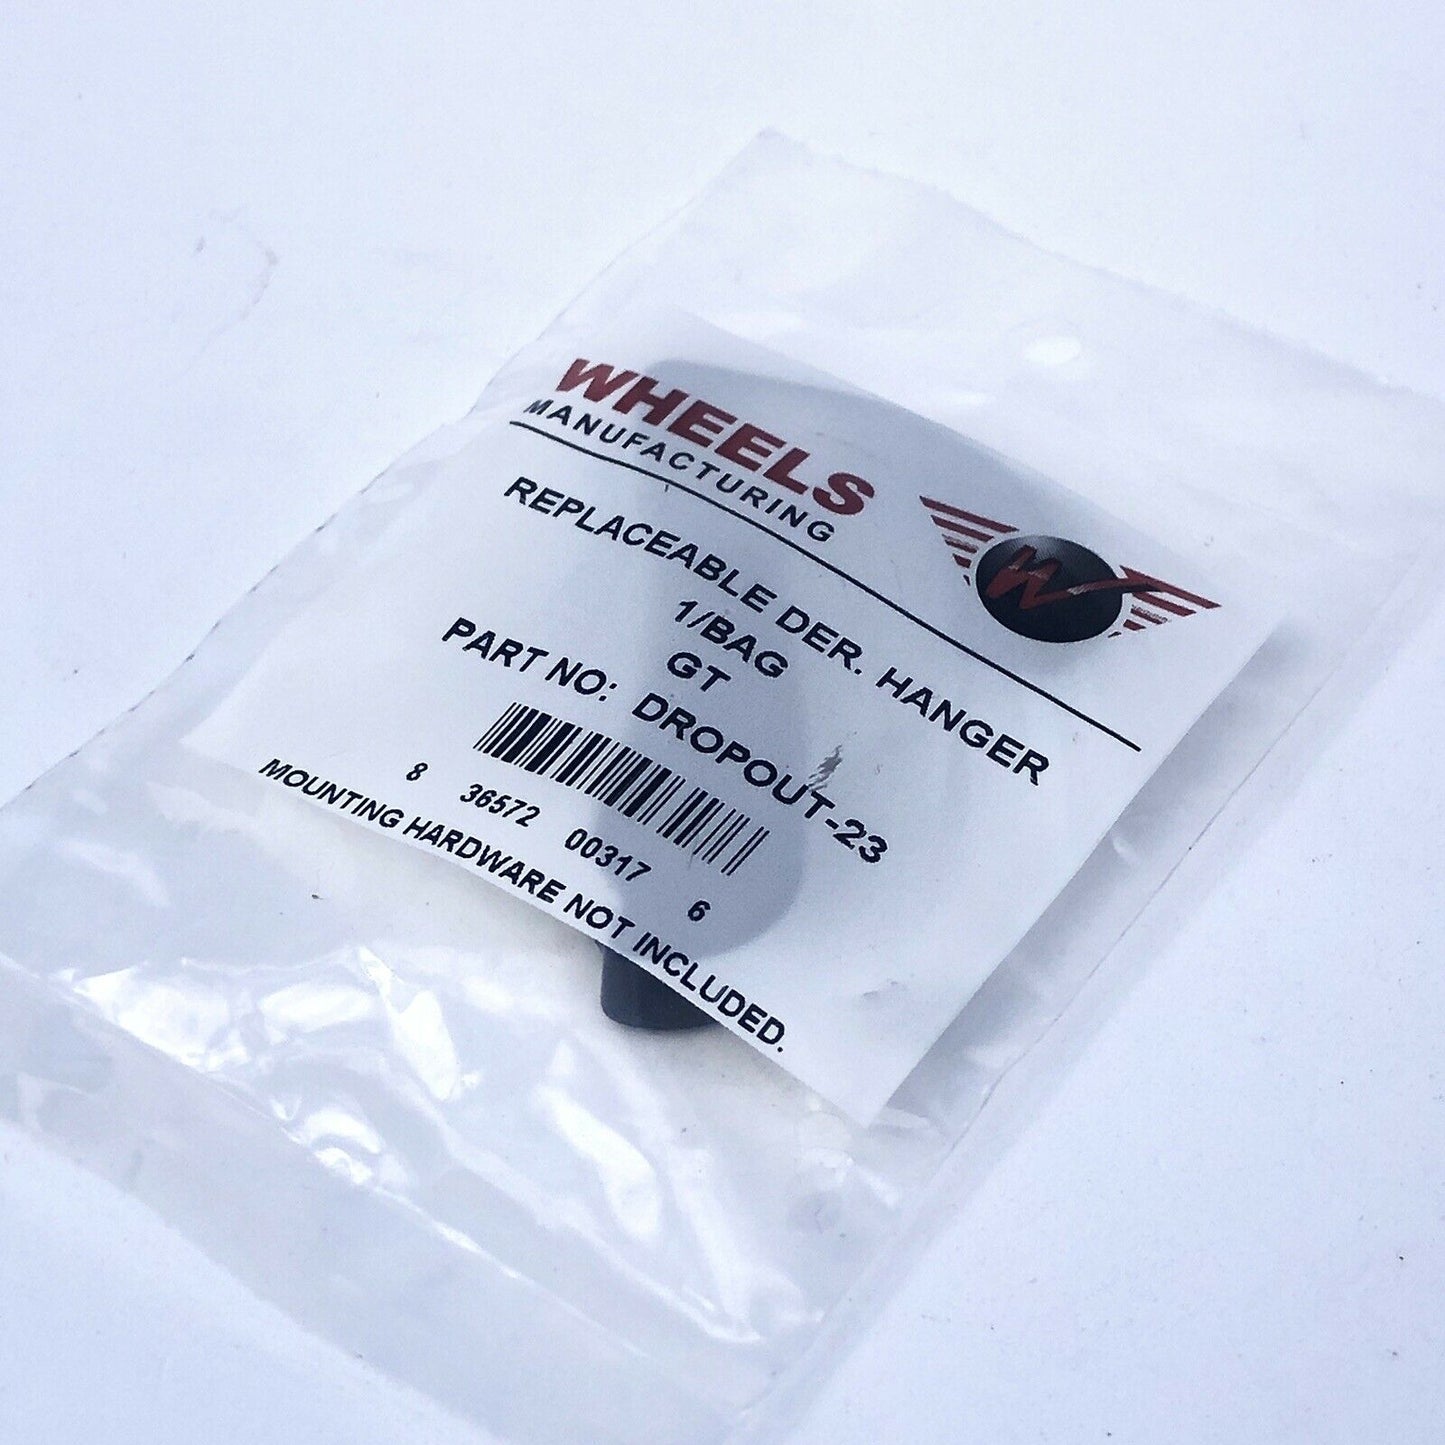 WHEELS
MANUFACTURING
W
REPLACEABLE DER. HANGER
1/BAG
GT
PART NO: DROPOUT-23
8 36572 00317 6
MOUNTING HARDWARE NOT INCLUDED.